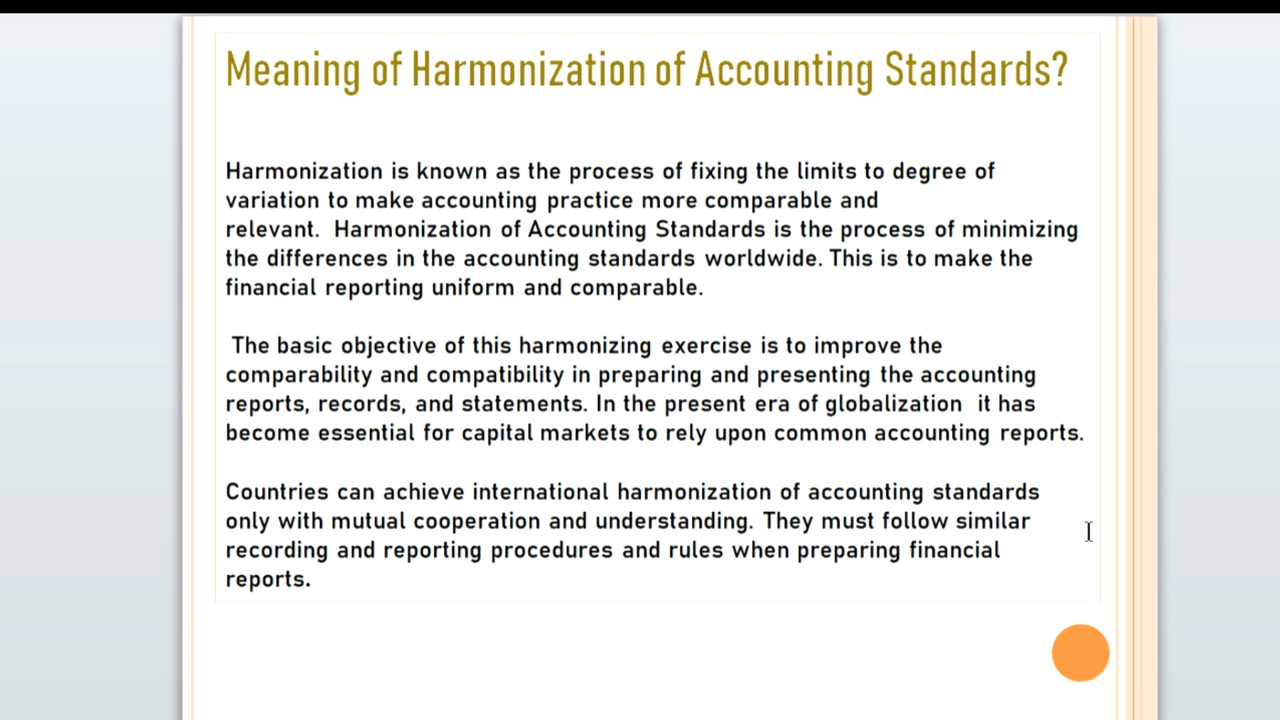 Meaning of Harmonization of Accounting Standards?
Harmonization is known as the process of fixing the limits to degree of
variation to make accounting practice more comparable and
relevant. Harmonization of Accounting Standards is the process of minimizing
the differences in the accounting standards worldwide. This is to make the
financial reporting uniform and comparable.
The basic objective of this harmonizing exercise is to improve the
comparability and compatibility in preparing and presenting the accounting
reports, records, and statements. In the present era of globalization it has
become essential for capital markets to rely upon common accounting reports.
Countries can achieve international harmonization of accounting standards
only with mutual cooperation and understanding. They must follow similar
recording and reporting procedures and rules when preparing financial
reports.